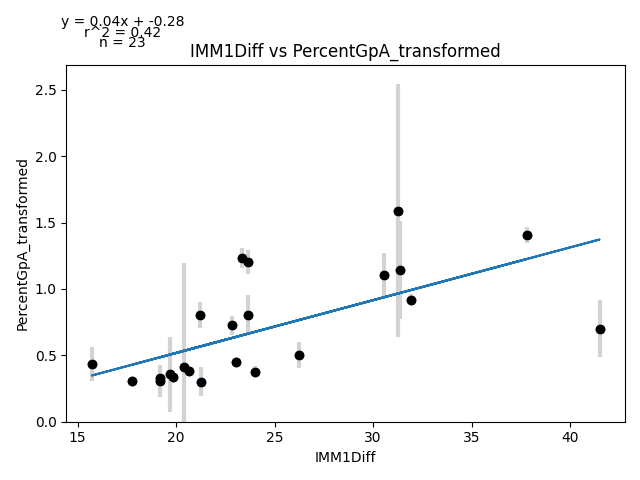 y = 0.04x + -0.28
r^2 = 0.42
n = 23
IMM1Diff vs PercentGpA_transformed
PercentGpA_transformed
2.5
2.0
1.5
1.0
0.5
0.0
15 20 25 30 35 40
IMM1Diff